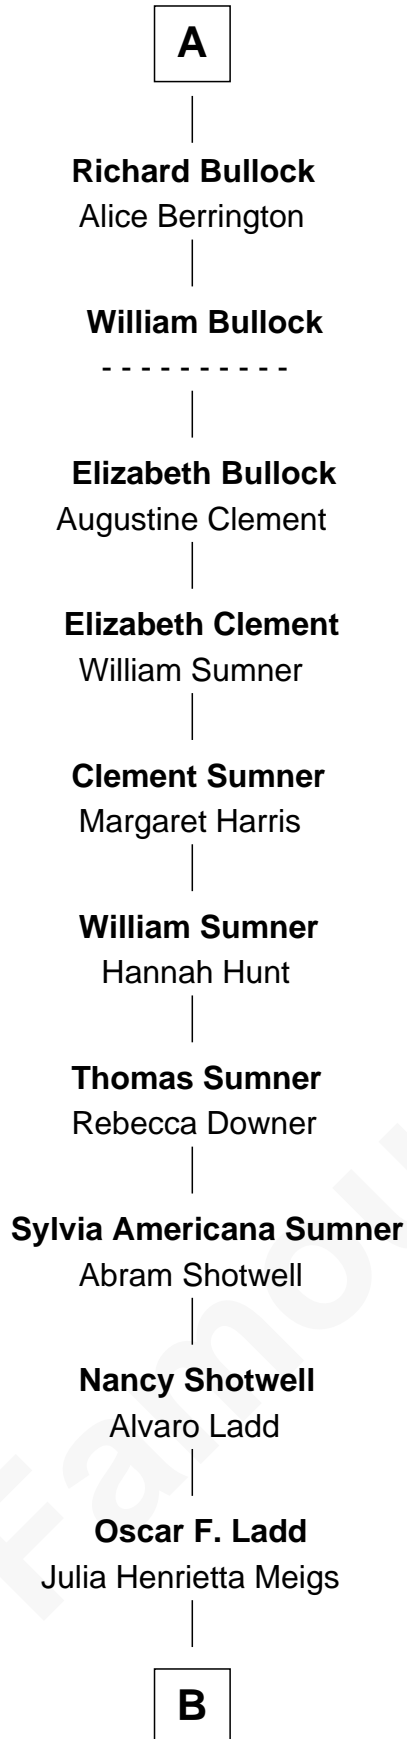 A
Richard Bullock
Alice Berrington
William Bullock
- - - - - - - - - -
Elizabeth Bullock
Augustine Clement
Elizabeth Clement
William Sumner
Clement Sumner
Margaret Harris
William Sumner
Hannah Hunt
Thomas Sumner
Rebecca Downer
Sylvia Americana Sumner
Abram Shotwell
Nancy Shotwell
Alvaro Ladd
Oscar F. Ladd
Julia Henrietta Meigs
B
Famou